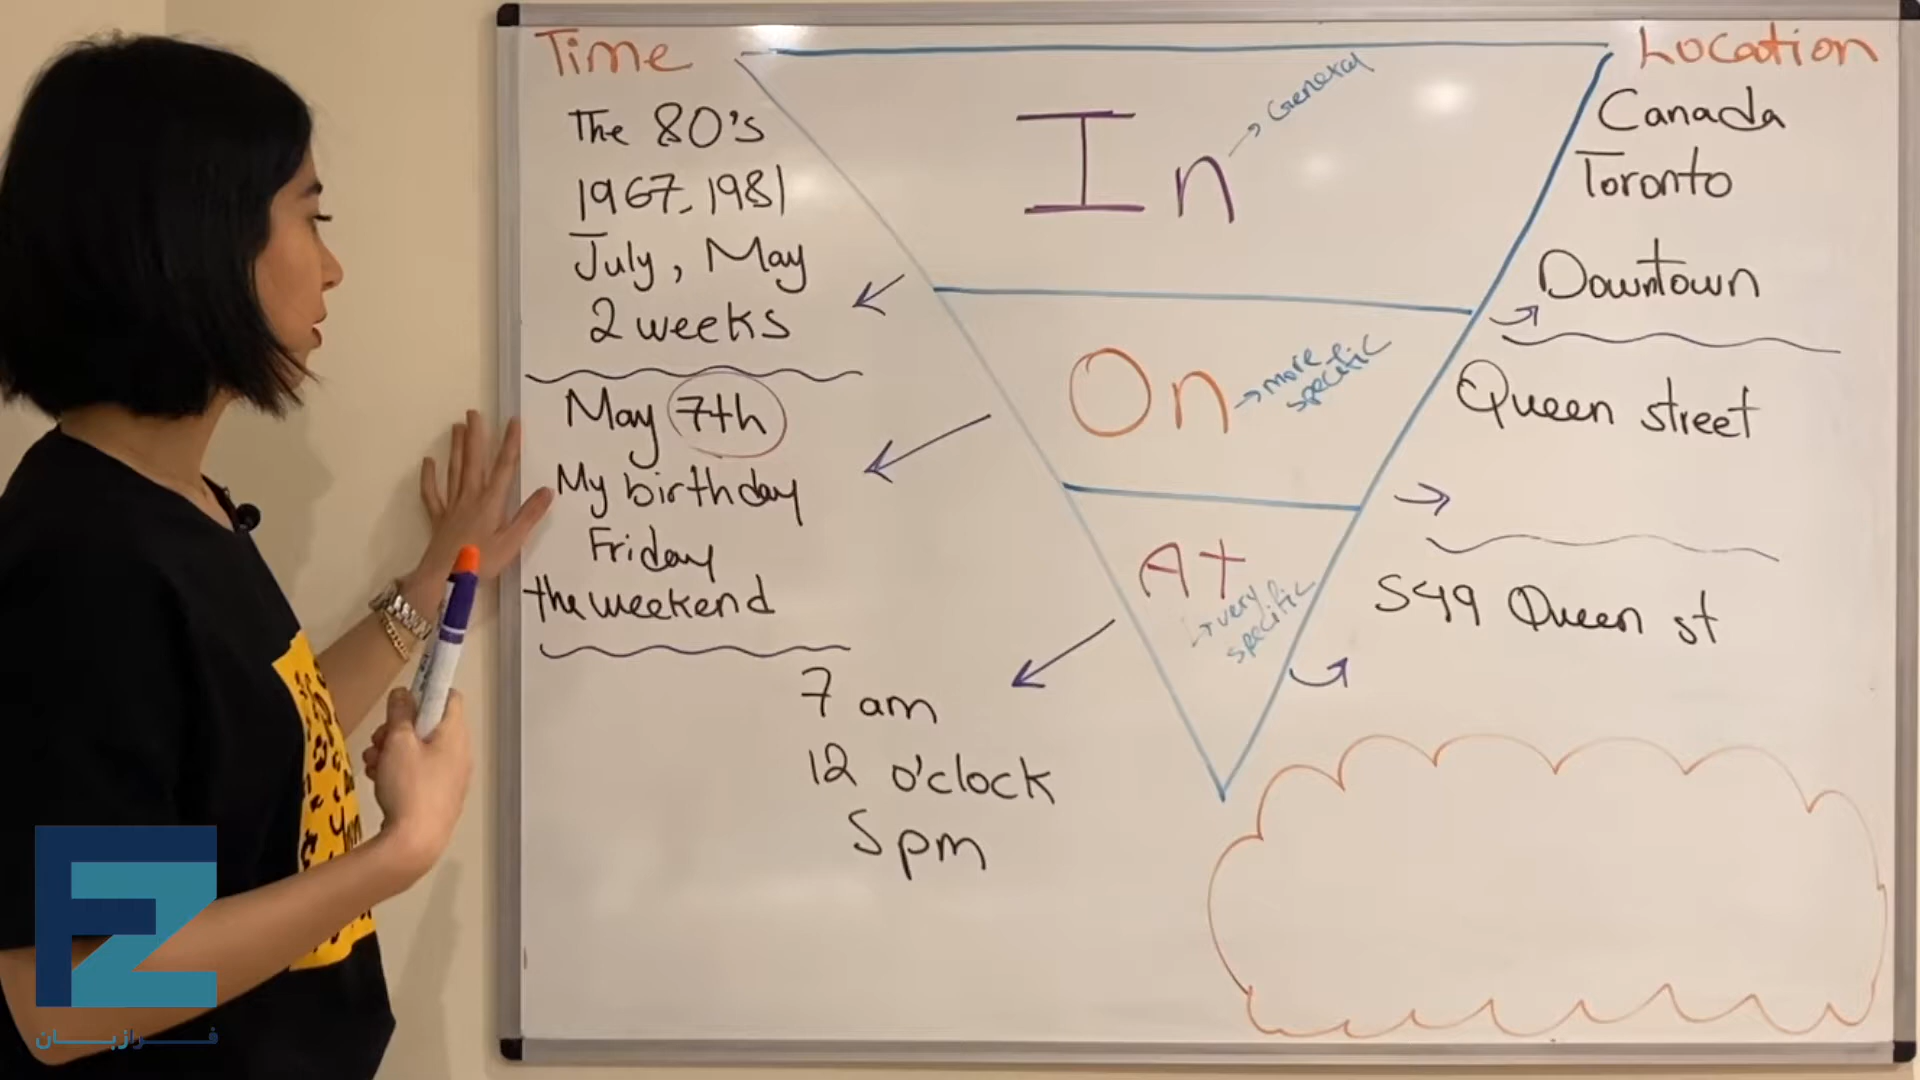 Time
The 80's
1967-1981
July, May
2 weeks
May 7th
My birthday
Friday
the weekend
7 am
12 o'clock
5 pm
In
→ General
On
→ more
specific
At
↳ very
specific
Location
Canada
Toronto
Downtown
Queen street
549 Queen st
FZ
فرازبان